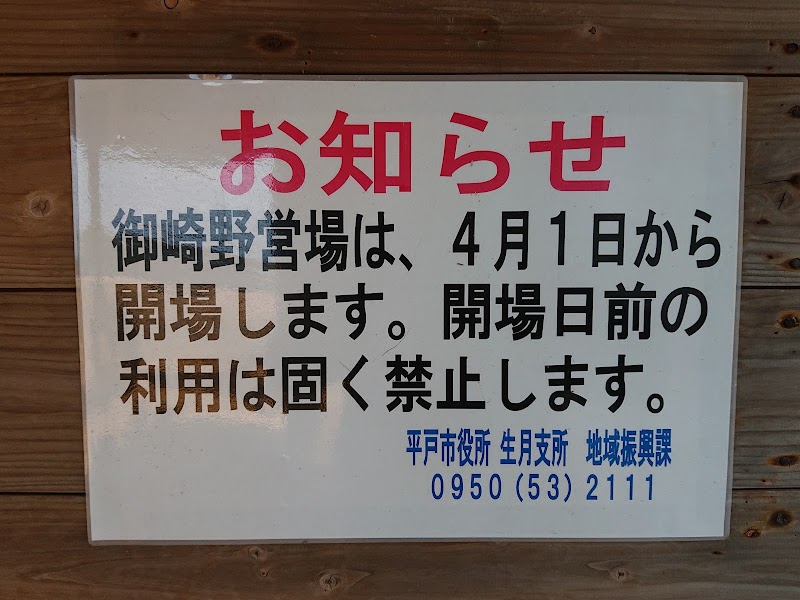 お知らせ
御崎野営場は、４月１日から
開場します。開場日前の
利用は固く禁止します。
平戸市役所 生月支所　地域振興課
０９５０（５３）２１１１